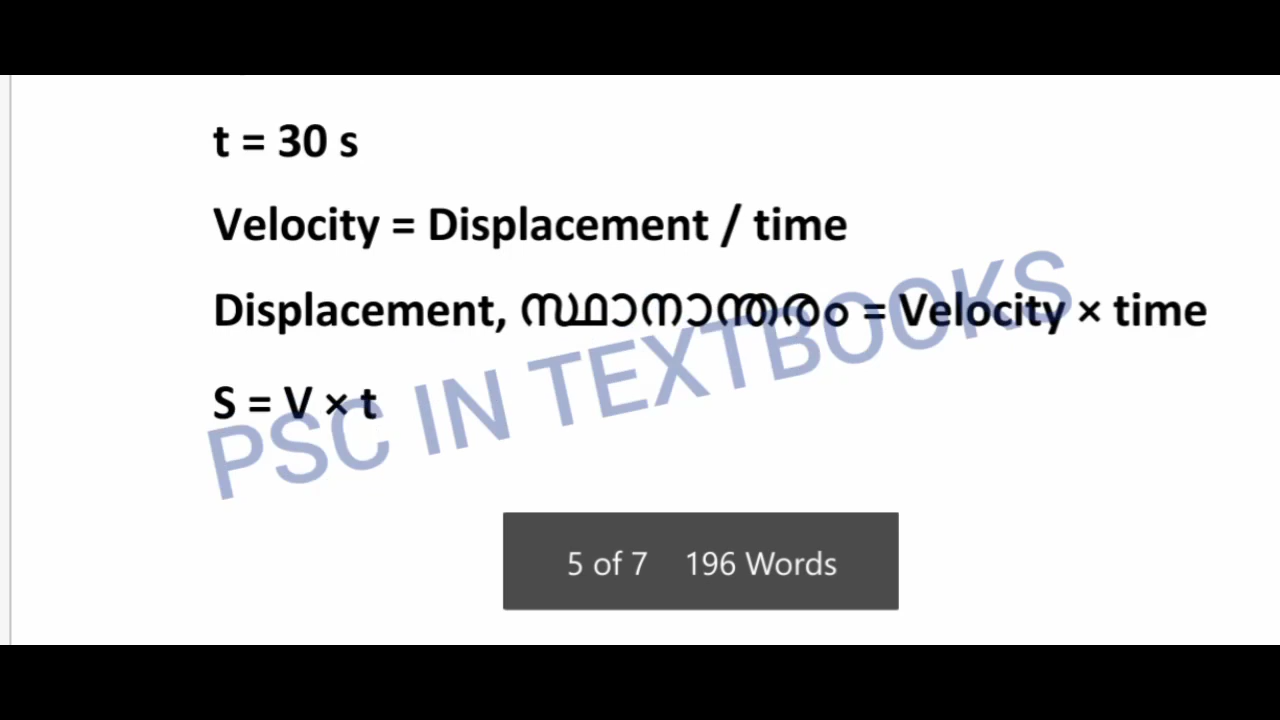 t = 30 s
Velocity = Displacement / time
Displacement, സ്ഥാനാന്തരം = Velocity × time
S = V × t
PSC IN TEXTBOOKS
5 of 7 196 Words